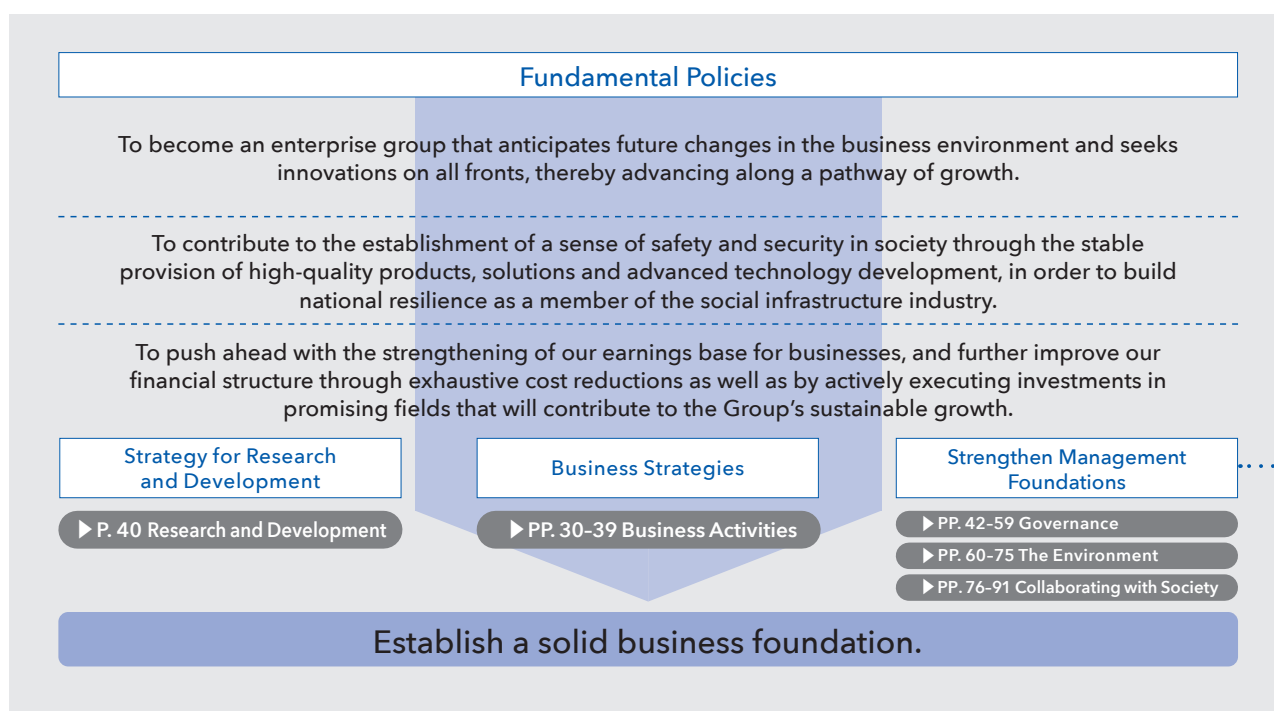 Fundamental Policies
To become an enterprise group that anticipates future changes in the business environment and seeks
innovations on all fronts, thereby advancing along a pathway of growth.
To contribute to the establishment of a sense of safety and security in society through the stable
provision of high-quality products, solutions and advanced technology development, in order to build
national resilience as a member of the social infrastructure industry.
To push ahead with the strengthening of our earnings base for businesses, and further improve our
financial structure through exhaustive cost reductions as well as by actively executing investments in
promising fields that will contribute to the Group’s sustainable growth.
Strategy for Research
and Development
▶P. 40 Research and Development
Business Strategies
▶PP. 30–39 Business Activities
Strengthen Management
Foundations
▶PP. 42–59 Governance
▶PP. 60–75 The Environment
▶PP. 76–91 Collaborating with Society
Establish a solid business foundation.